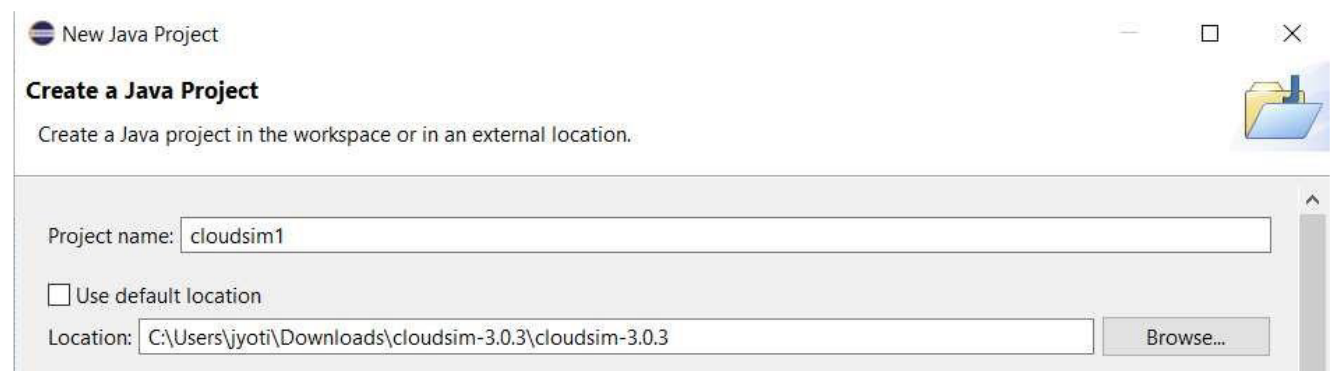 New Java Project
Create a Java Project
Create a Java project in the workspace or in an external location.
Project name: cloudsim1
Use default location
Location: C:\Users\jyoti\Downloads\cloudsim-3.0.3\cloudsim-3.0.3 Browse...